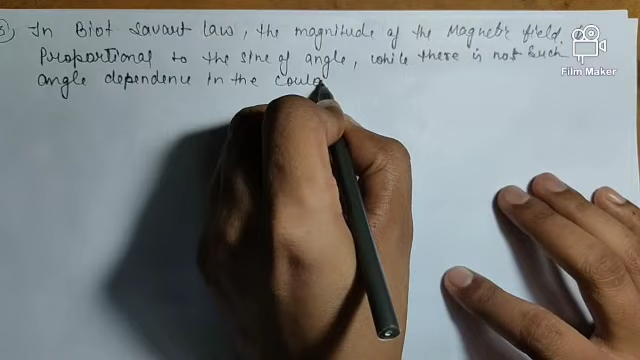 In Biot savart law, the magnitude of the Magnetic field
Proportional to the sine of angle, while there is not such
angle dependence in the coulo
Film Maker